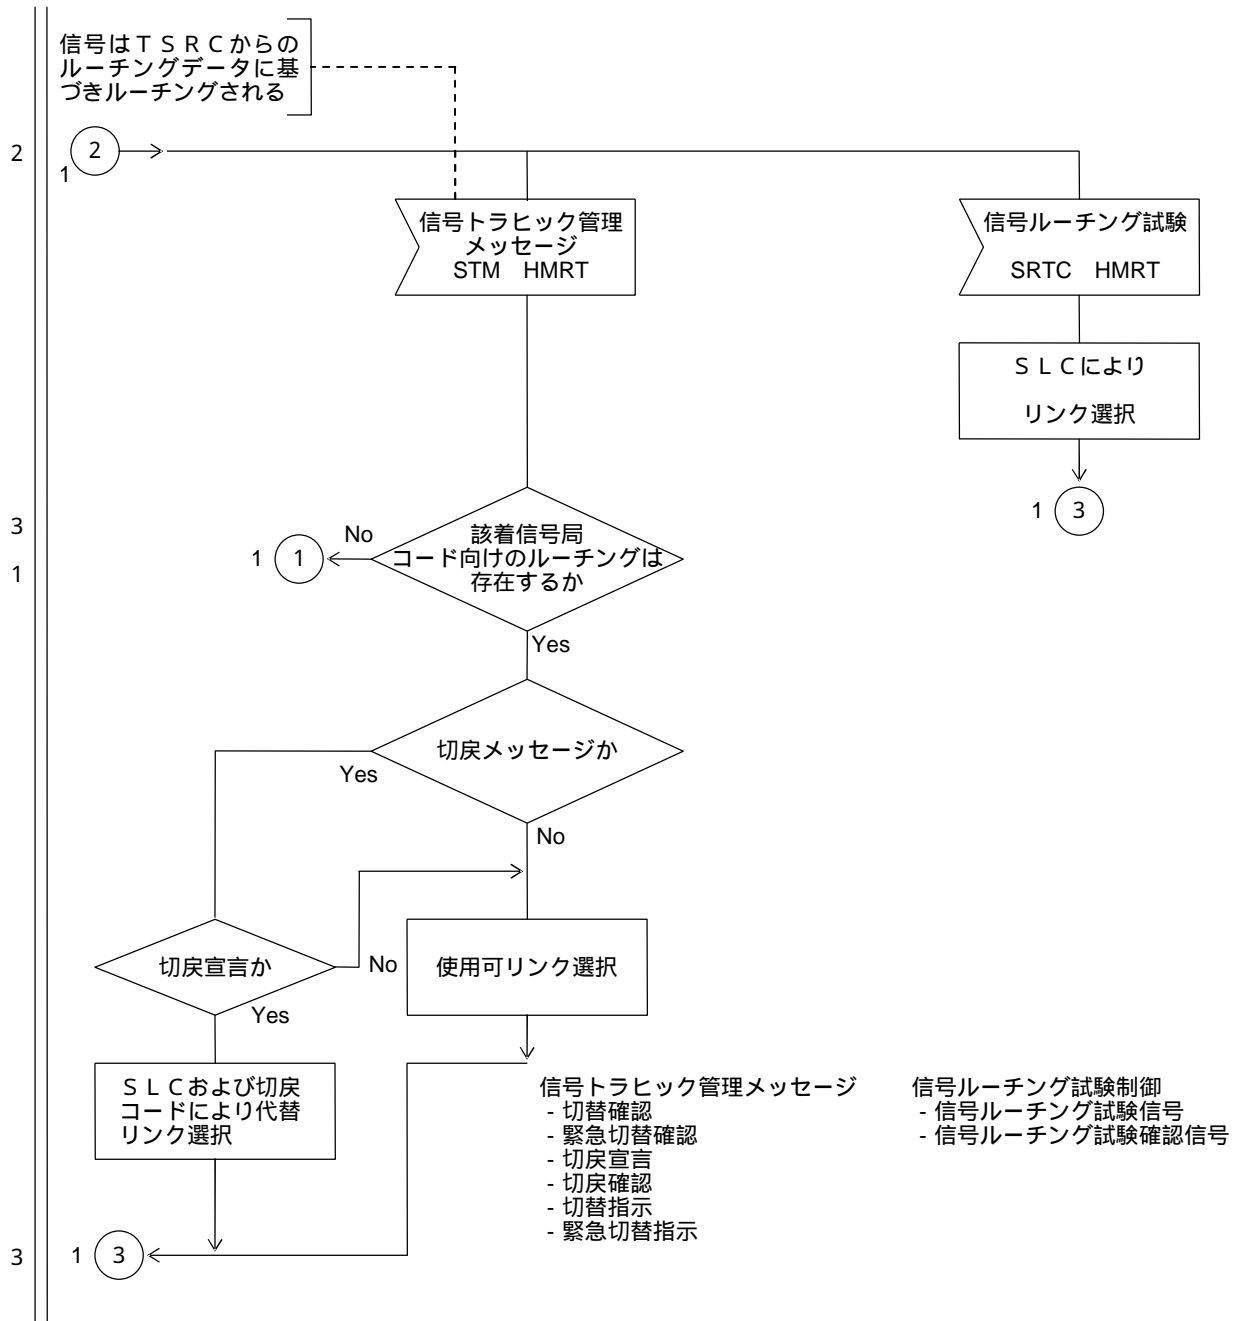 信号はＴＳＲＣからの
ルーチングデータに基
づきルーチングされる
2
2
1
信号トラヒック管理
メッセージ
STM HMRT
信号ルーチング試験
SRTC HMRT
ＳＬＣにより
リンク選択
1 3
3
1
No
1 1
該着信号局
コード向けのルーチングは
存在するか
Yes
切戻メッセージか
Yes
No
切戻宣言か
No
使用可リンク選択
Yes
ＳＬＣおよび切戻
コードにより代替
リンク選択
信号トラヒック管理メッセージ
- 切替確認
- 緊急切替確認
- 切戻宣言
- 切戻確認
- 切替指示
- 緊急切替指示
信号ルーチング試験制御
- 信号ルーチング試験信号
- 信号ルーチング試験確認信号
3
1 3